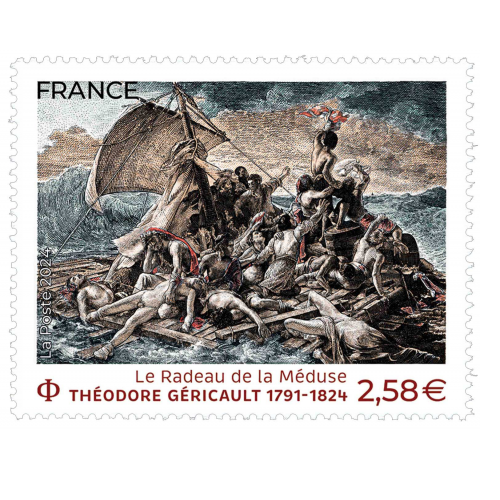 FRANCE
La Poste 2024
Le Radeau de la Méduse
THÉODORE GÉRICAULT 1791-1824 2,58€